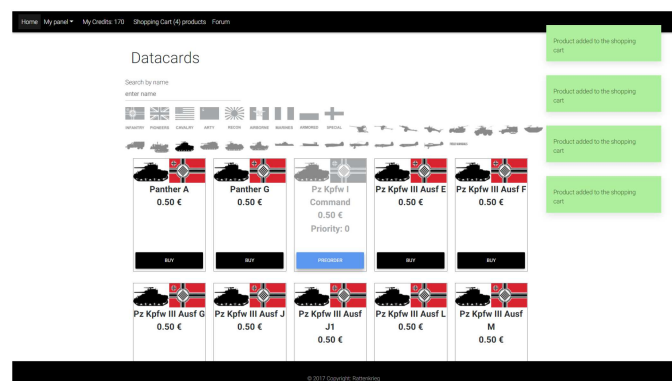 Home My panel My Credits: 170 Shopping Cart (4) products Forum
Product added to the shopping
cart
Product added to the shopping
cart
Product added to the shopping
cart
Product added to the shopping
cart
Datacards
Search by name
enter name
INFANTRY PIONEERS CAVALRY ARTY RECON AIRBORNE MARINES ARMORED SPECIAL
Panther A
0.50 €
BUY
Panther G
0.50 €
BUY
Pz Kpfw I
Command
0.50 €
Priority: 0
PREORDER
Pz Kpfw III Ausf E
0.50 €
BUY
Pz Kpfw III Ausf F
0.50 €
BUY
Pz Kpfw III Ausf G
0.50 €
Pz Kpfw III Ausf J
0.50 €
Pz Kpfw III Ausf
J1
0.50 €
Pz Kpfw III Ausf L
0.50 €
Pz Kpfw III Ausf
M
0.50 €
© 2017 Copyright: Rattenkrieg